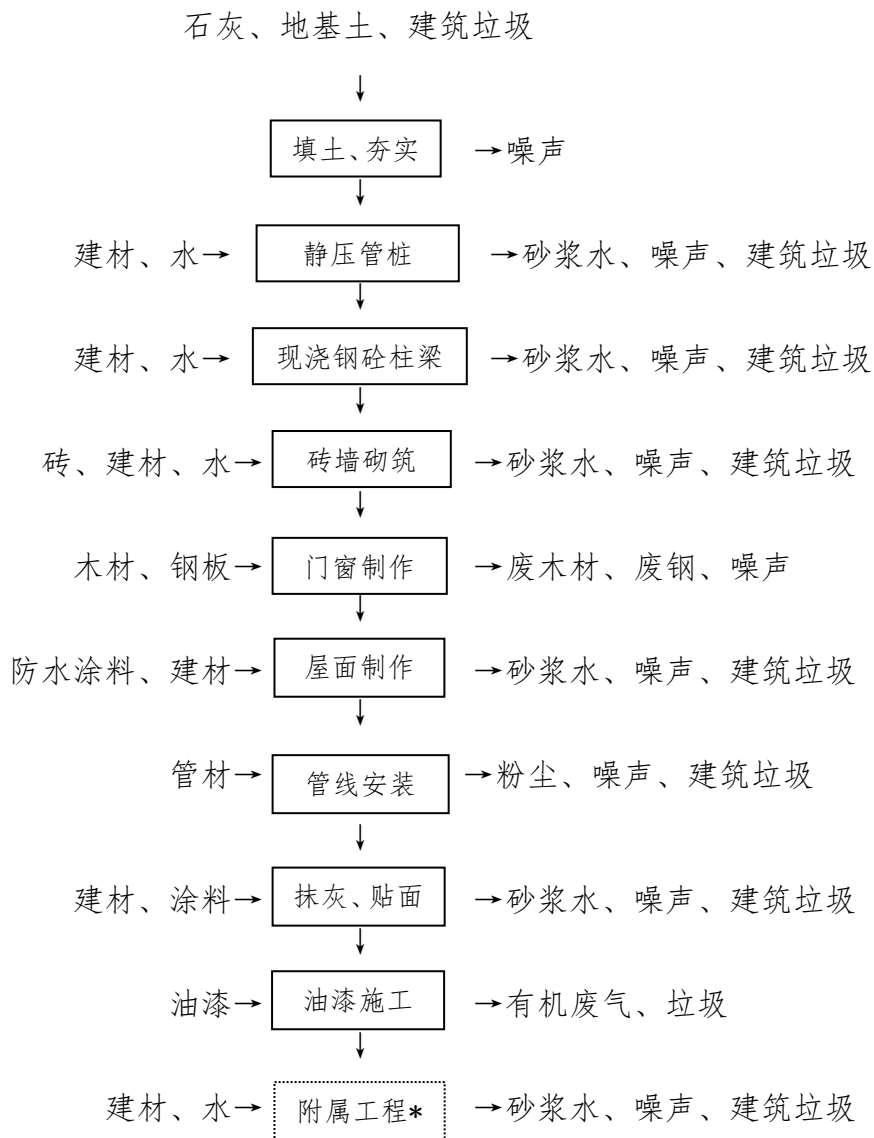 石灰、地基土、建筑垃圾
↓
填土、夯实 →噪声
↓
建材、水→ 静压管桩 →砂浆水、噪声、建筑垃圾
↓
建材、水→ 现浇钢砼柱梁 →砂浆水、噪声、建筑垃圾
↓
砖、建材、水→ 砖墙砌筑 →砂浆水、噪声、建筑垃圾
↓
木材、钢板→ 门窗制作 →废木材、废钢、噪声
↓
防水涂料、建材→ 屋面制作 →砂浆水、噪声、建筑垃圾
↓
管材→ 管线安装 →粉尘、噪声、建筑垃圾
↓
建材、涂料→ 抹灰、贴面 →砂浆水、噪声、建筑垃圾
↓
油漆→ 油漆施工 →有机废气、垃圾
↓
建材、水→ 附属工程* →砂浆水、噪声、建筑垃圾